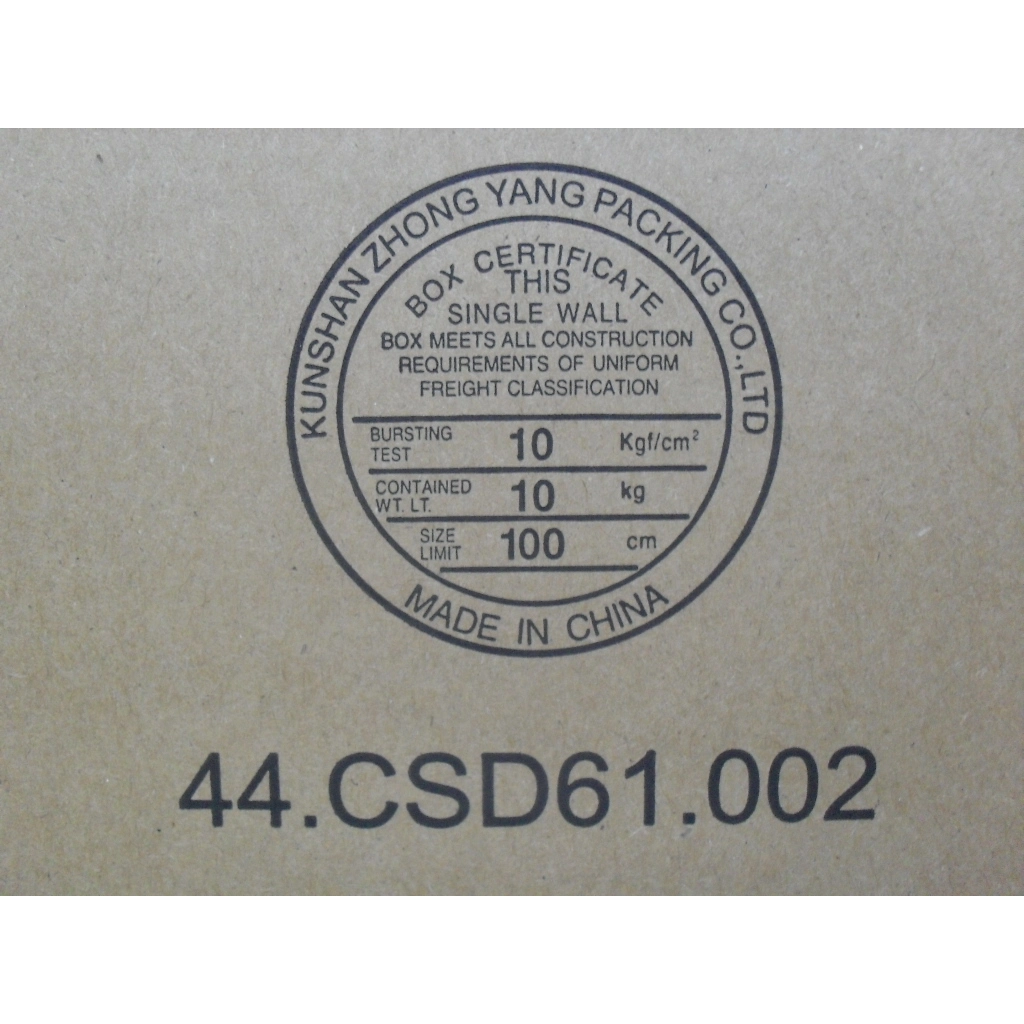 KUNSHAN ZHONG YANG PACKING CO.,LTD
BOX CERTIFICATE
THIS
SINGLE WALL
BOX MEETS ALL CONSTRUCTION
REQUIREMENTS OF UNIFORM
FREIGHT CLASSIFICATION
BURSTING TEST 10 Kgf/cm²
CONTAINED WT. LT. 10 kg
SIZE LIMIT 100 cm
MADE IN CHINA
44.CSD61.002